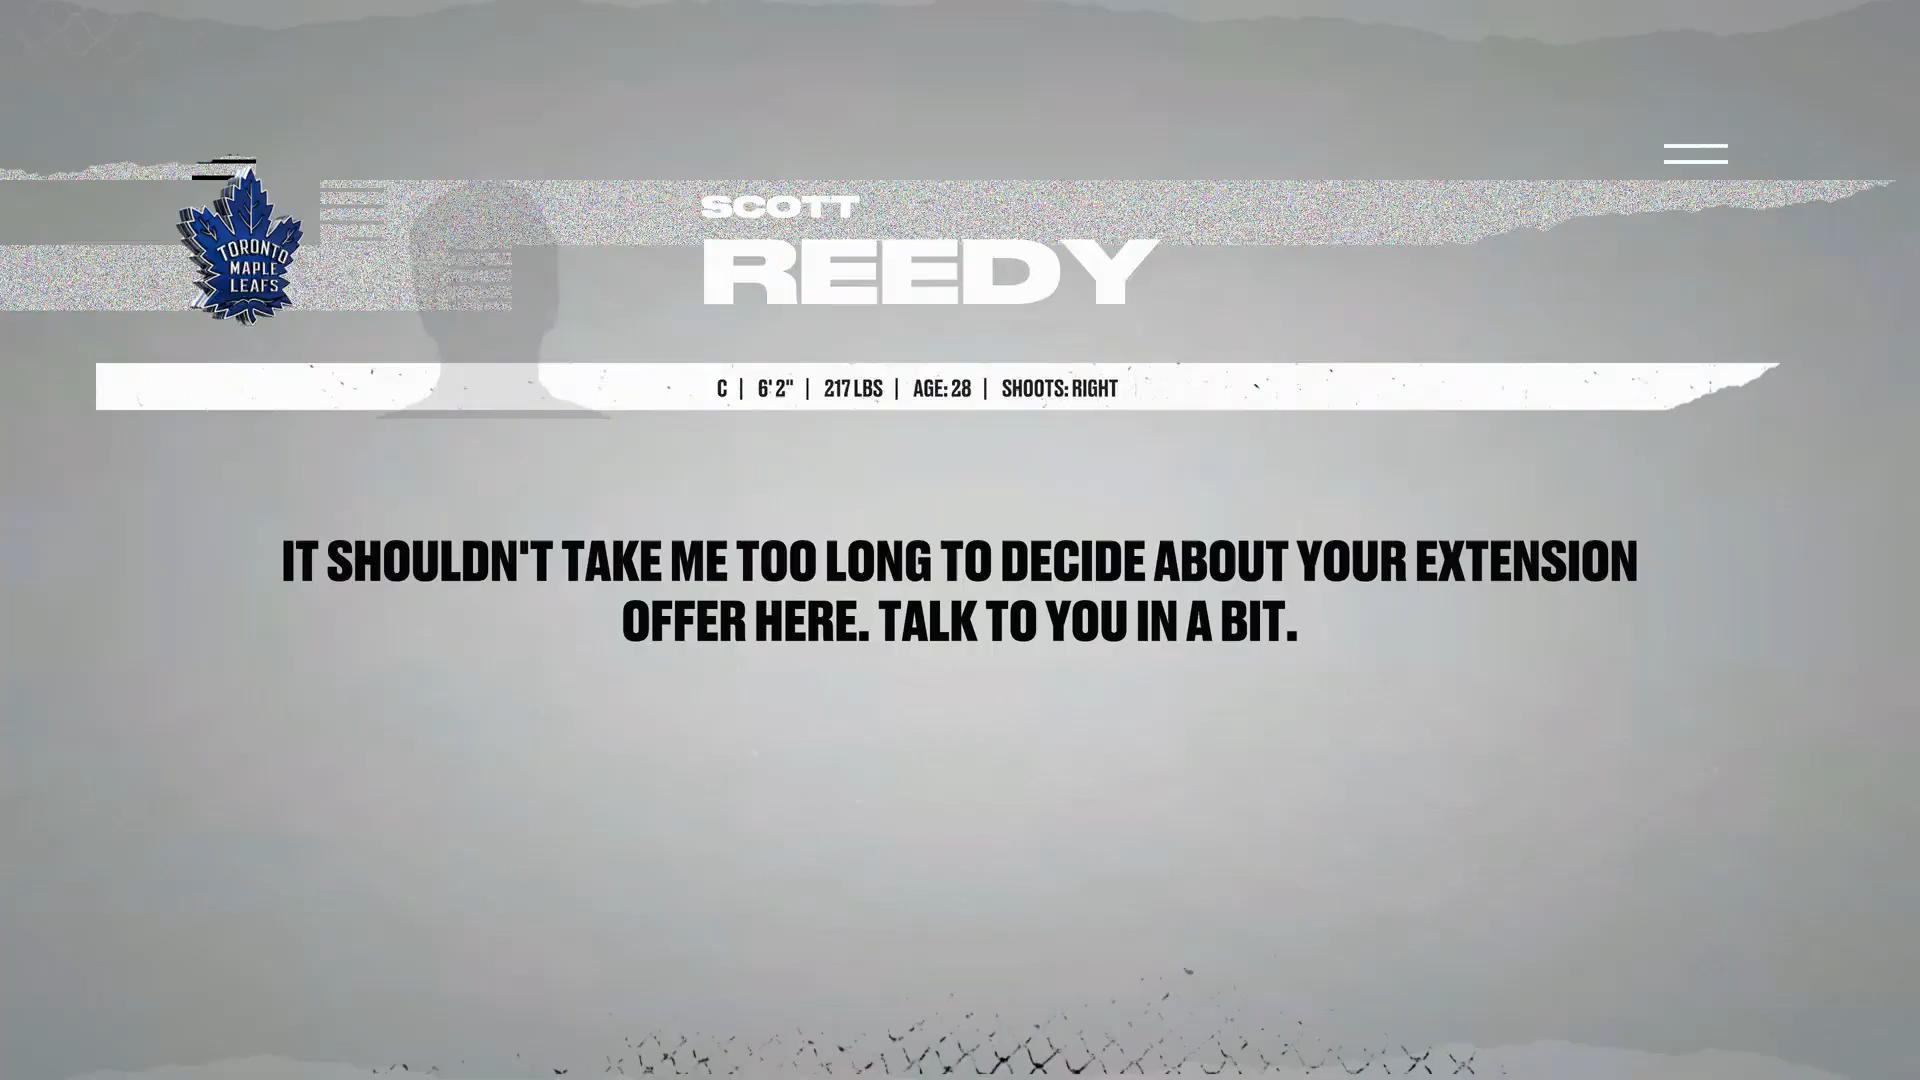 TORONTO
MAPLE
LEAFS
SCOTT
REEDY
C | 6' 2" | 217 LBS | AGE: 28 | SHOOTS: RIGHT
IT SHOULDN'T TAKE ME TOO LONG TO DECIDE ABOUT YOUR EXTENSION
OFFER HERE. TALK TO YOU IN A BIT.